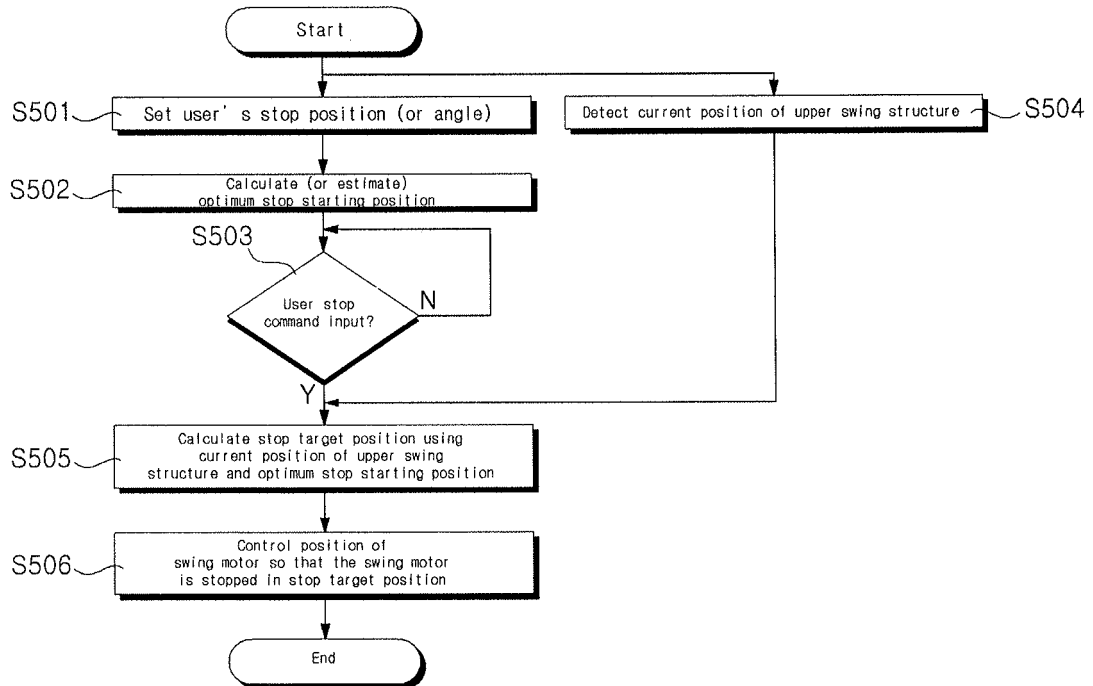 Start
S501
Set user's stop position (or angle)
Detect current position of upper swing structure
S504
S502
Calculate (or estimate)
optimum stop starting position
S503
User stop
command input?
N
Y
S505
Calculate stop target position using
current position of upper swing
structure and optimum stop starting position
S506
Control position of
swing motor so that the swing motor
is stopped in stop target position
End